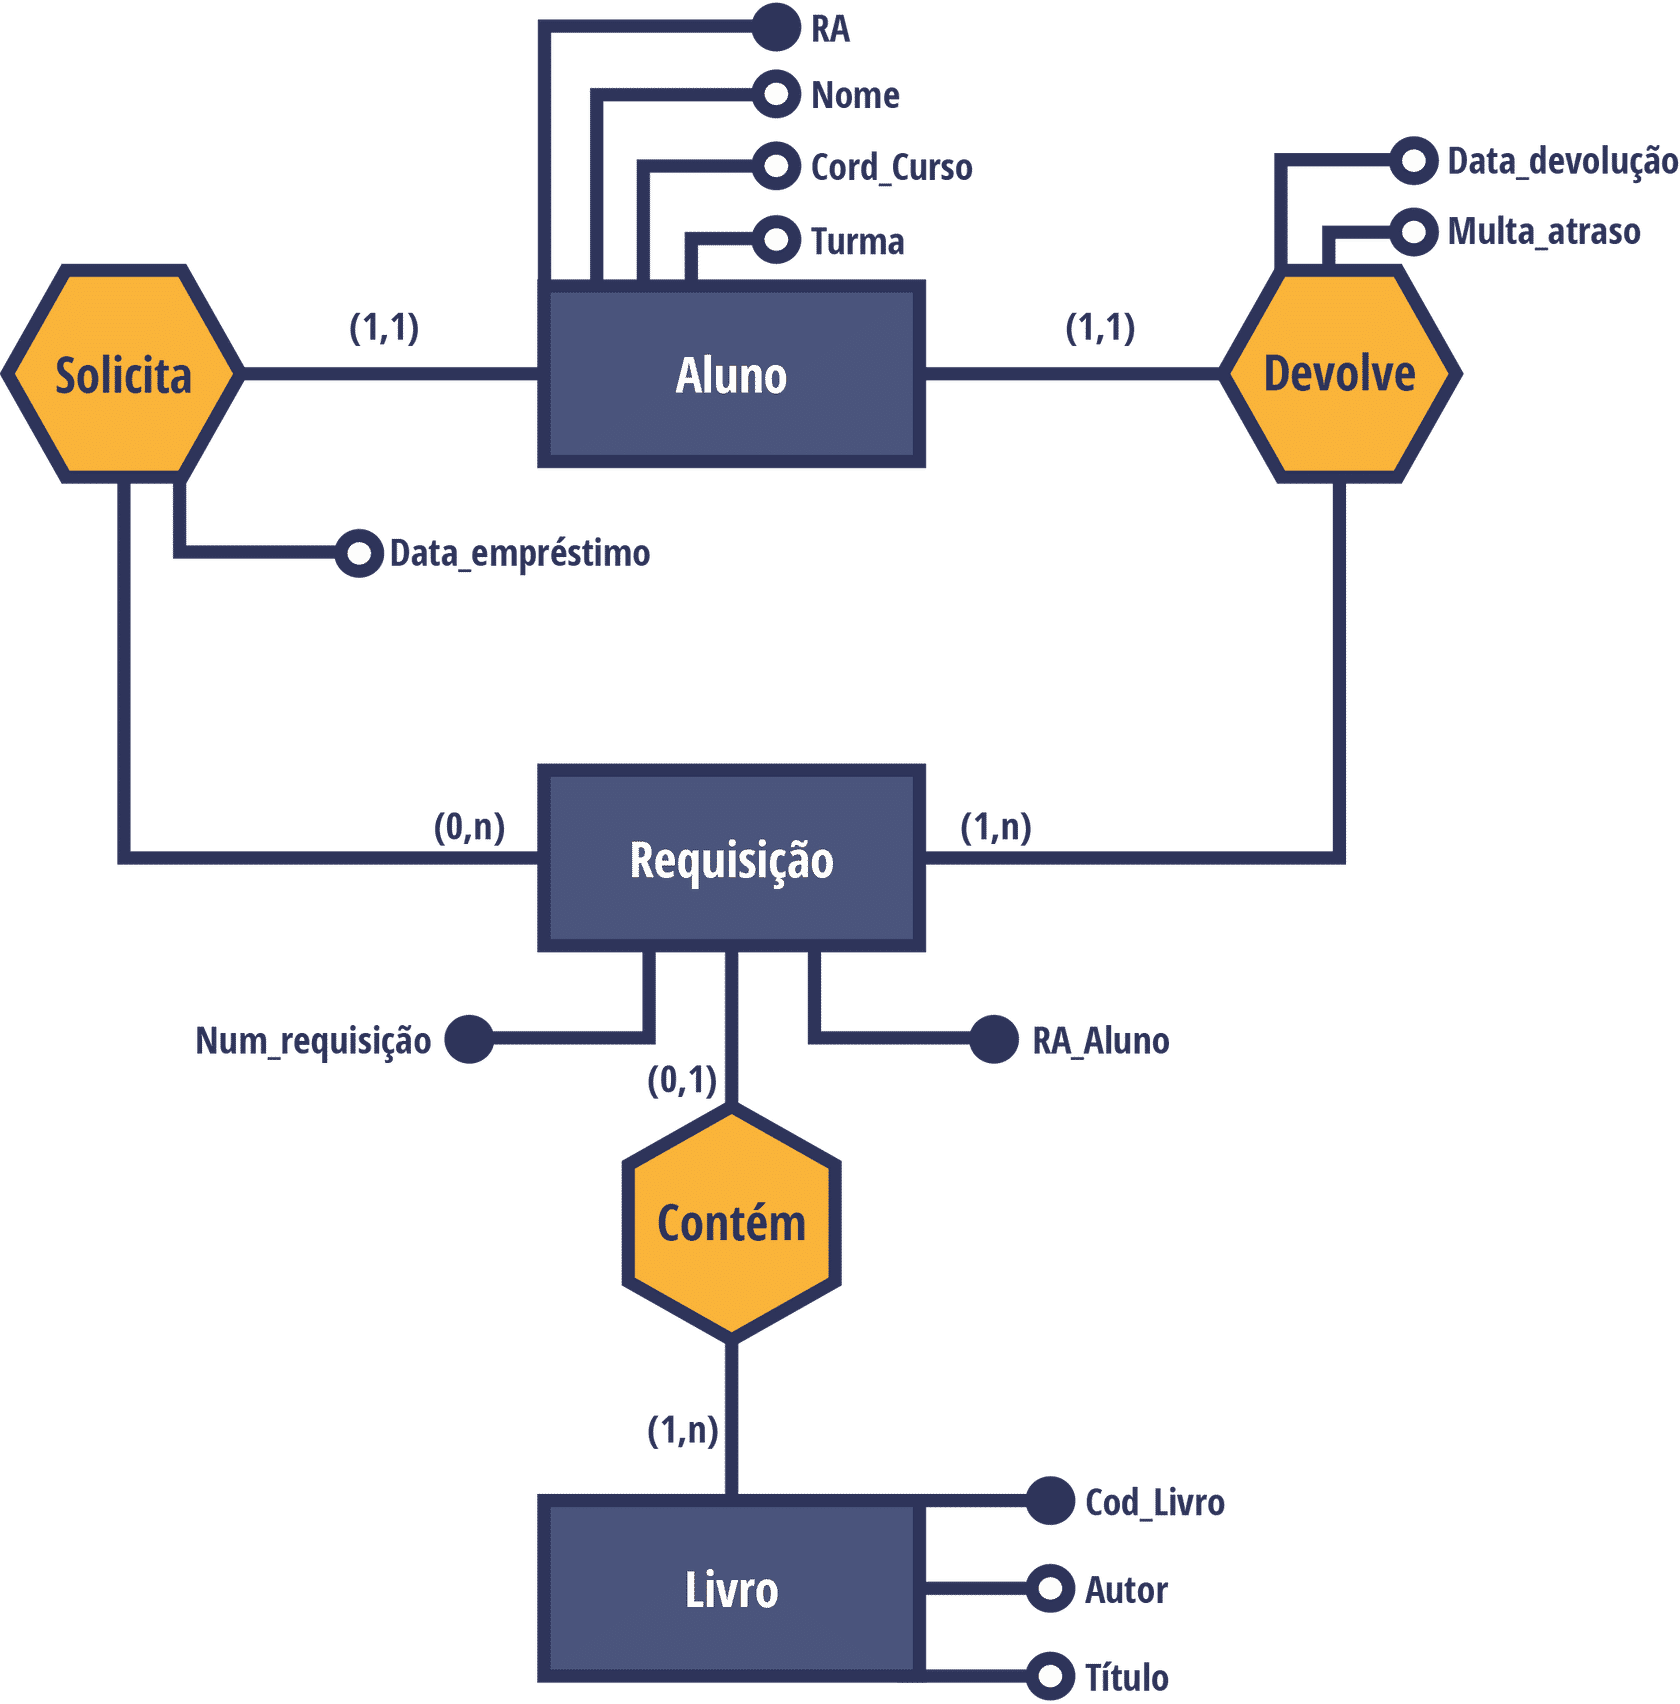 RA
Nome
Cord_Curso
Turma
Data_devolução
Multa_atraso
Solicita
(1,1)
Aluno
(1,1)
Devolve
Data_empréstimo
(0,n)
Requisição
(1,n)
Num_requisição
RA_Aluno
(0,1)
Contém
(1,n)
Livro
Cod_Livro
Autor
Título